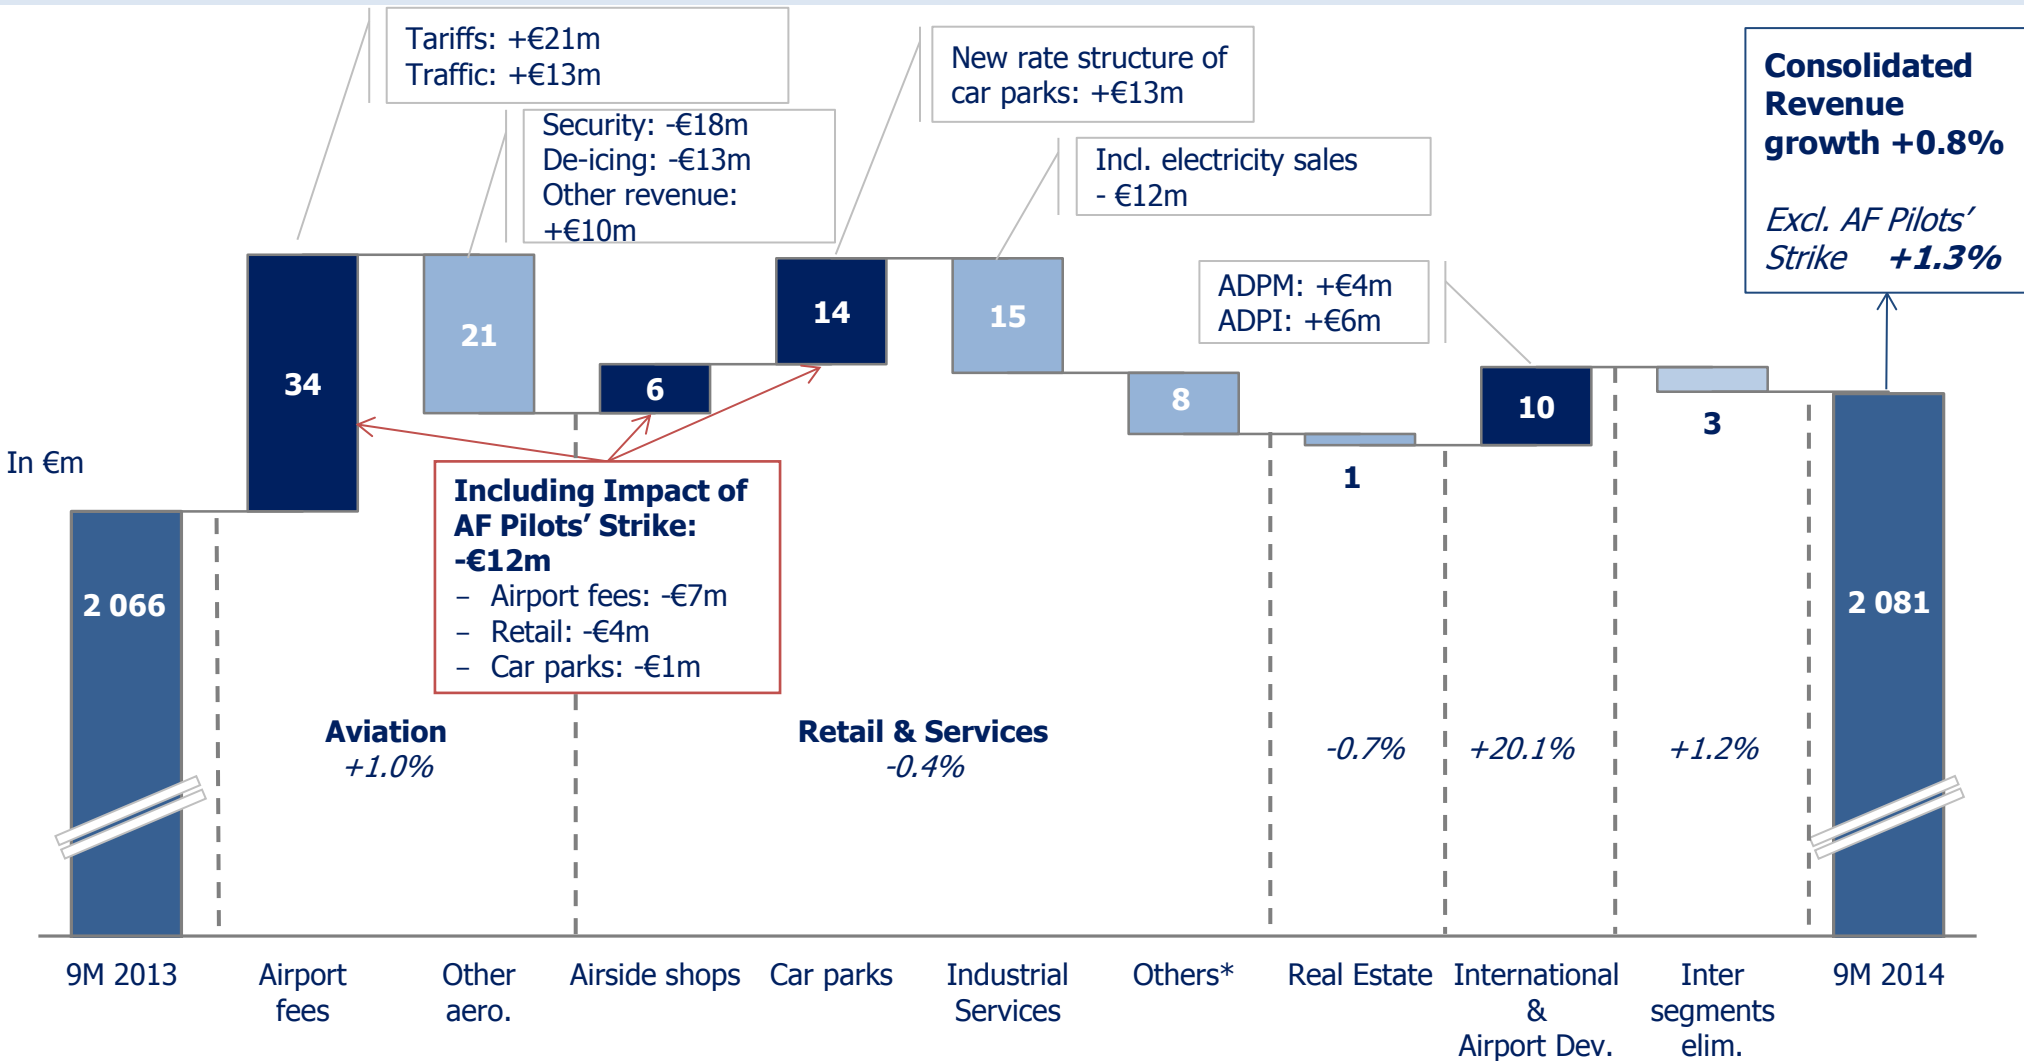 Tariffs: +€21m
Traffic: +€13m
Security: -€18m
De-icing: -€13m
Other revenue:
+€10m
New rate structure of
car parks: +€13m
Incl. electricity sales
- €12m
ADPM: +€4m
ADPI: +€6m
Consolidated
Revenue
growth +0.8%
Excl. AF Pilots’
Strike +1.3%
In €m
2 066
34
21
6
14
15
8
1
10
3
2 081
Including Impact of
AF Pilots’ Strike:
-€12m
– Airport fees: -€7m
– Retail: -€4m
– Car parks: -€1m
Aviation
+1.0%
Retail & Services
-0.4%
-0.7%
+20.1%
+1.2%
9M 2013
Airport
fees
Other
aero.
Airside shops
Car parks
Industrial
Services
Others*
Real Estate
International
&
Airport Dev.
Inter
segments
elim.
9M 2014